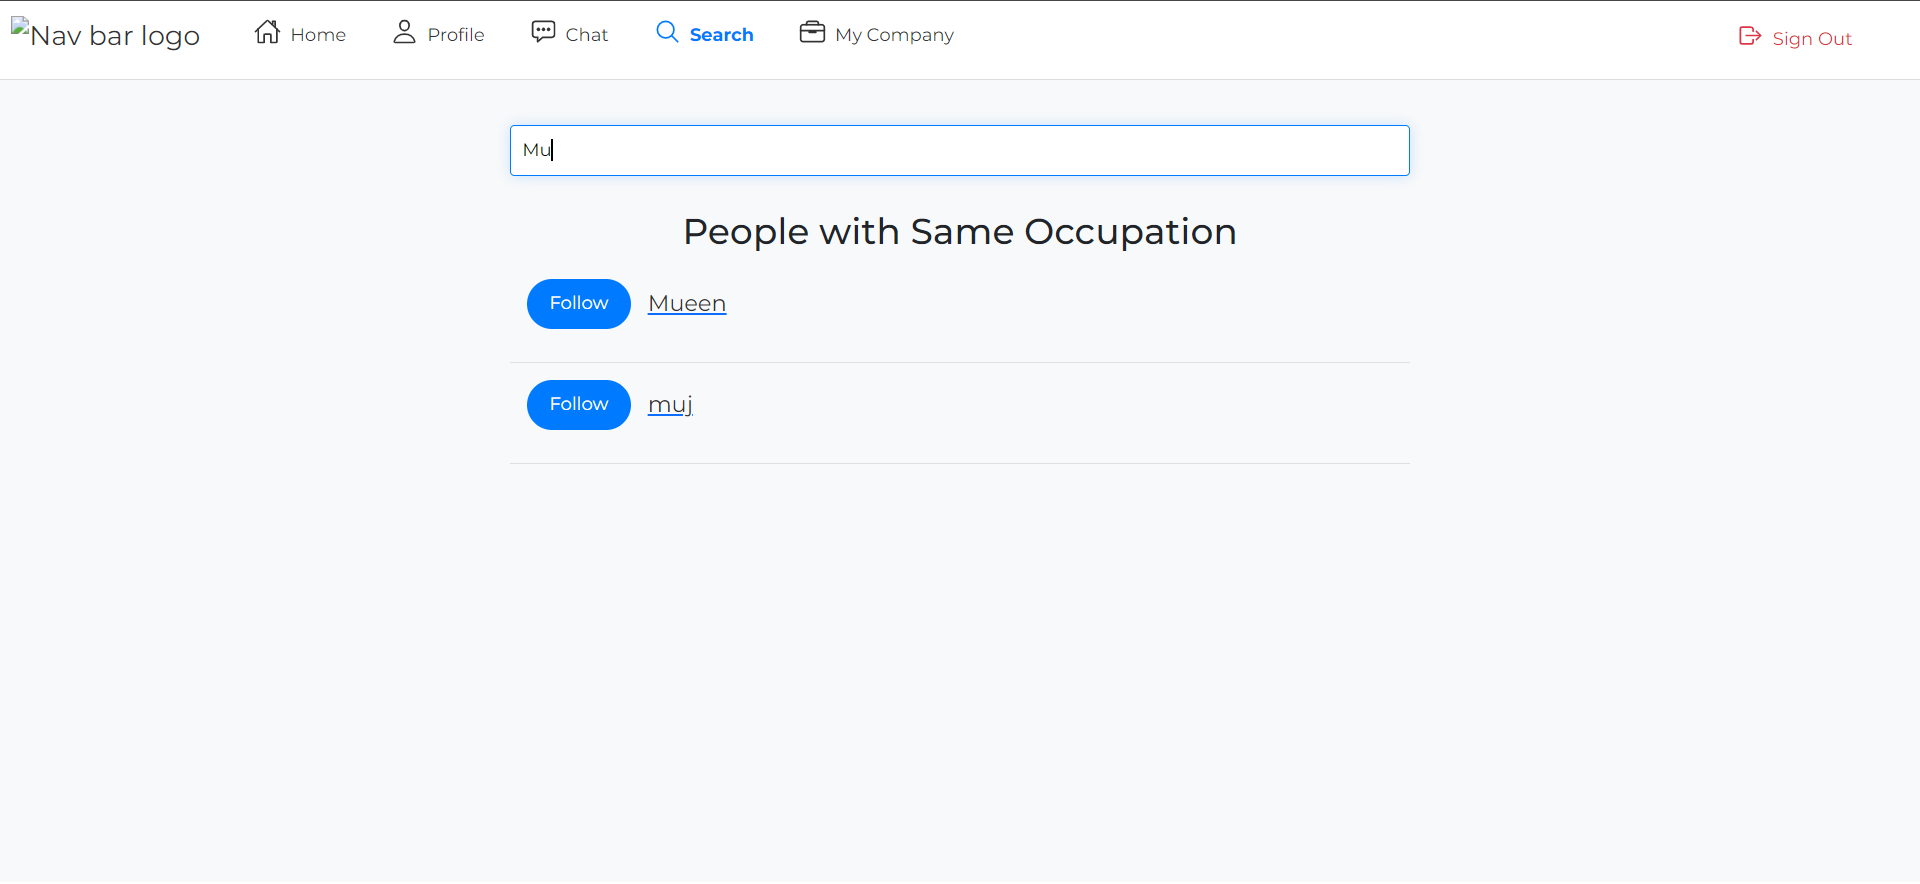 Nav bar logo Home Profile Chat Search My Company Sign Out
Mu
People with Same Occupation
Follow Mueen
Follow muj